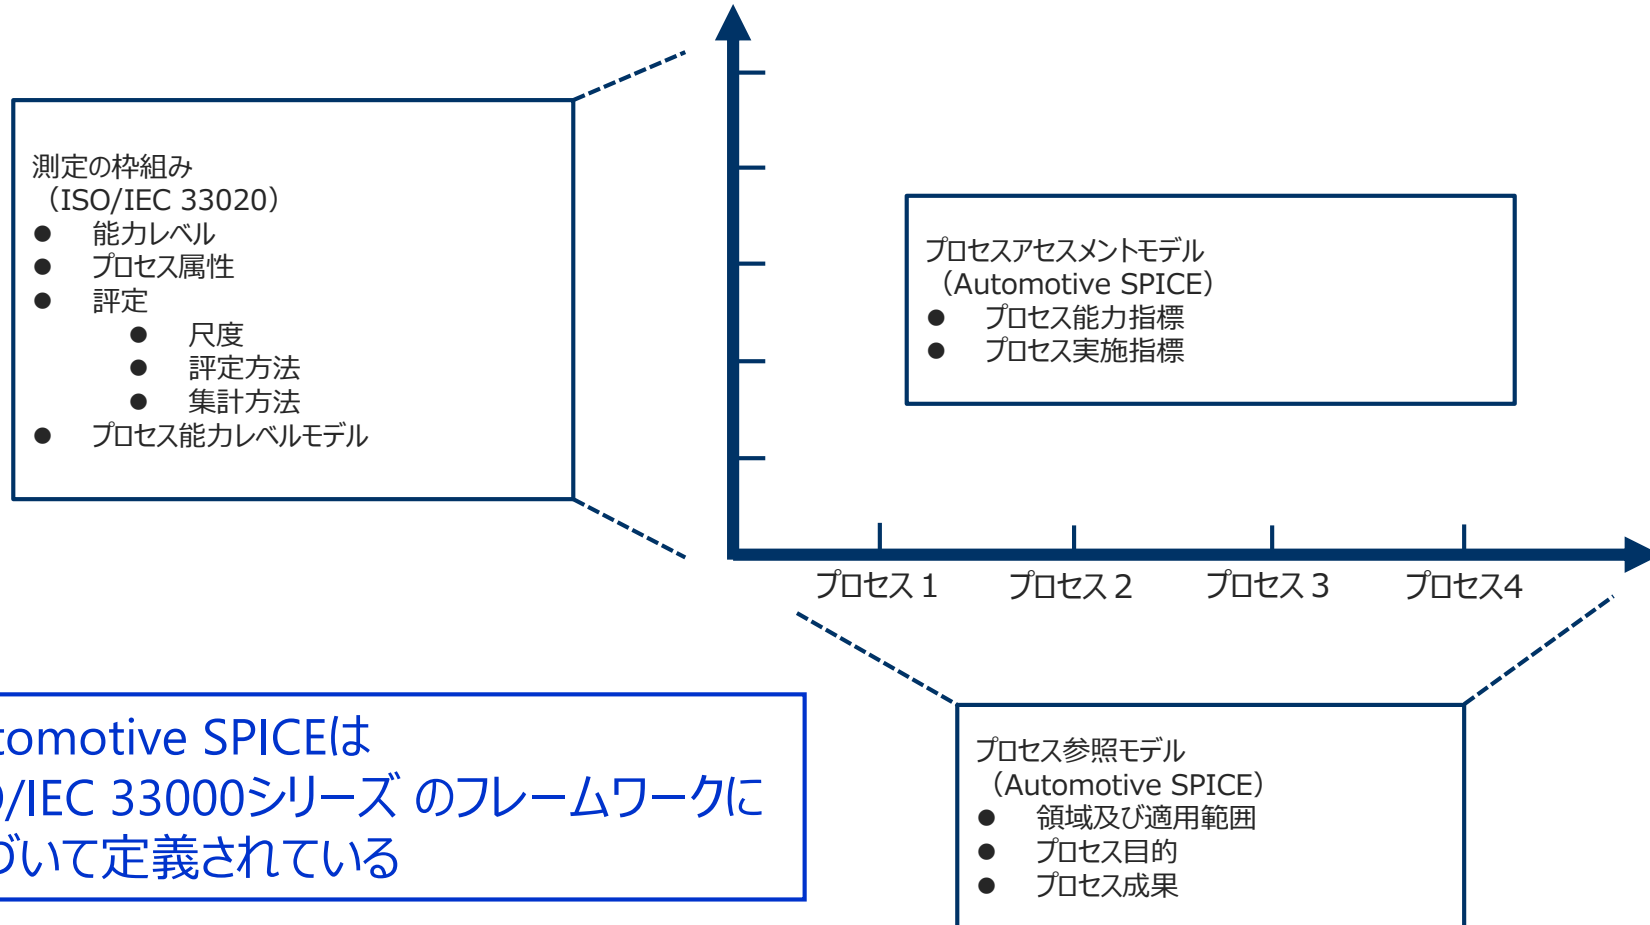 測定の枠組み
（ISO/IEC 33020）
● 能力レベル
● プロセス属性
● 評定
● 尺度
● 評定方法
● 集計方法
● プロセス能力レベルモデル
プロセスアセスメントモデル
（Automotive SPICE）
● プロセス能力指標
● プロセス実施指標
プロセス１ プロセス２ プロセス３ プロセス4
tomotive SPICEは
/IEC 33000シリーズ のフレームワークに
づいて定義されている
プロセス参照モデル
（Automotive SPICE）
● 領域及び適用範囲
● プロセス目的
● プロセス成果